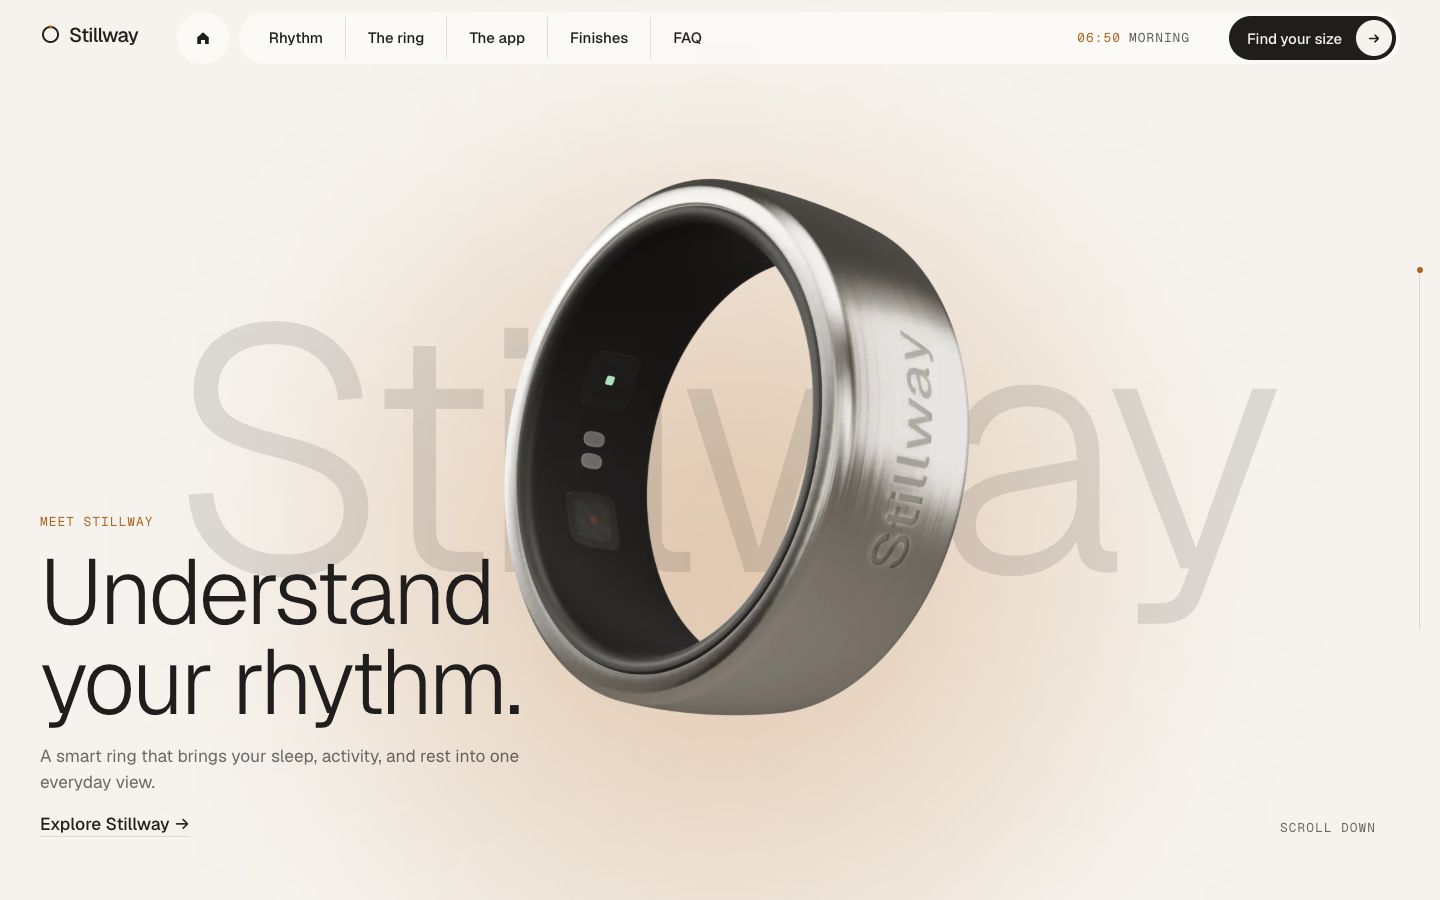 Stillway
Rhythm
The ring
The app
Finishes
FAQ
06:50 MORNING
Find your size →
Stillway
Stillway
MEET STILLWAY
Understand
your rhythm.
A smart ring that brings your sleep, activity, and rest into one
everyday view.
Explore Stillway →
SCROLL DOWN